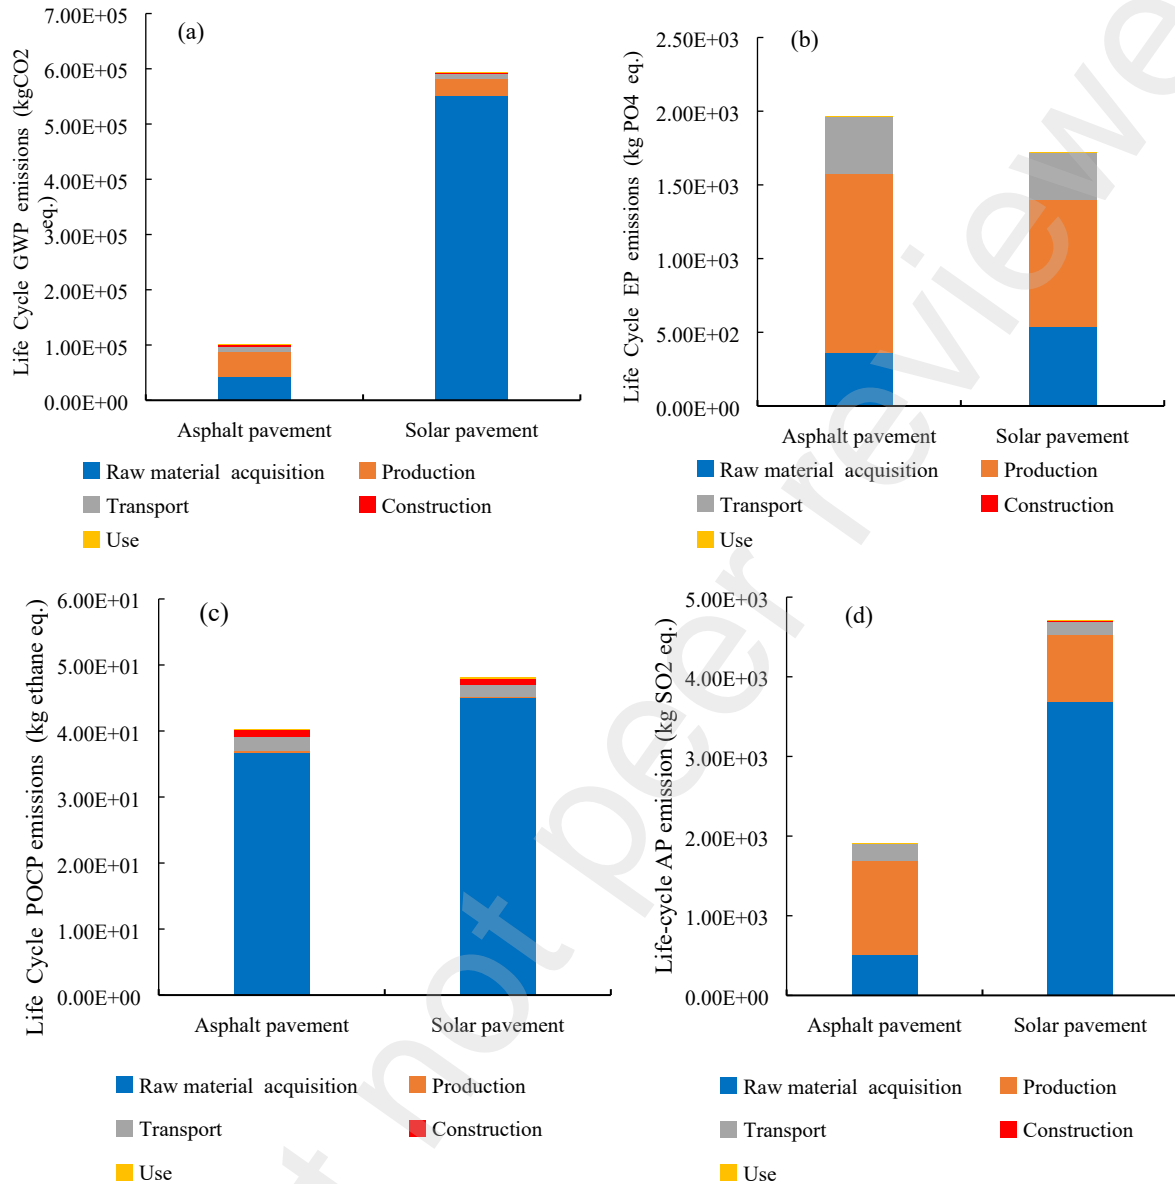 (a)
Life Cycle GWP emissions (kgCO2
eq.)
7.00E+05
6.00E+05
5.00E+05
4.00E+05
3.00E+05
2.00E+05
1.00E+05
0.00E+00
Asphalt pavement
Solar pavement
Raw material acquisition
Production
Transport
Construction
Use
(b)
Life Cycle EP emissions (kg PO4 eq.)
2.50E+03
2.00E+03
1.50E+03
1.00E+03
5.00E+02
0.00E+00
Asphalt pavement
Solar pavement
Raw material acquisition
Production
Transport
Construction
Use
(c)
Life Cycle POCP emissions (kg ethane eq.)
6.00E+01
5.00E+01
4.00E+01
3.00E+01
2.00E+01
1.00E+01
0.00E+00
Asphalt pavement
Solar pavement
Raw material acquisition
Production
Transport
Construction
Use
(d)
Life-cycle AP emission (kg SO2 eq.)
5.00E+03
4.00E+03
3.00E+03
2.00E+03
1.00E+03
0.00E+00
Asphalt pavement
Solar pavement
Raw material acquisition
Production
Transport
Construction
Use
not peer reviewe